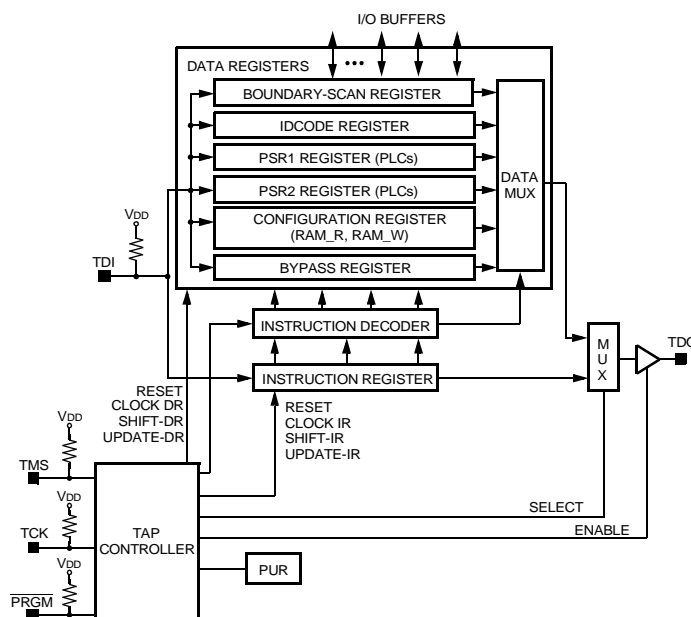 I/O BUFFERS
DATA REGISTERS
•••
BOUNDARY-SCAN REGISTER
IDCODE REGISTER
PSR1 REGISTER (PLCs)
PSR2 REGISTER (PLCs)
CONFIGURATION REGISTER
(RAM_R, RAM_W)
BYPASS REGISTER
DATA
MUX
VDD
TDI
INSTRUCTION DECODER
INSTRUCTION REGISTER
M
U
X
TDO
RESET
CLOCK DR
SHIFT-DR
UPDATE-DR
RESET
CLOCK IR
SHIFT-IR
UPDATE-IR
VDD
TMS
VDD
TCK
VDD
PRGM
TAP
CONTROLLER
SELECT
ENABLE
PUR